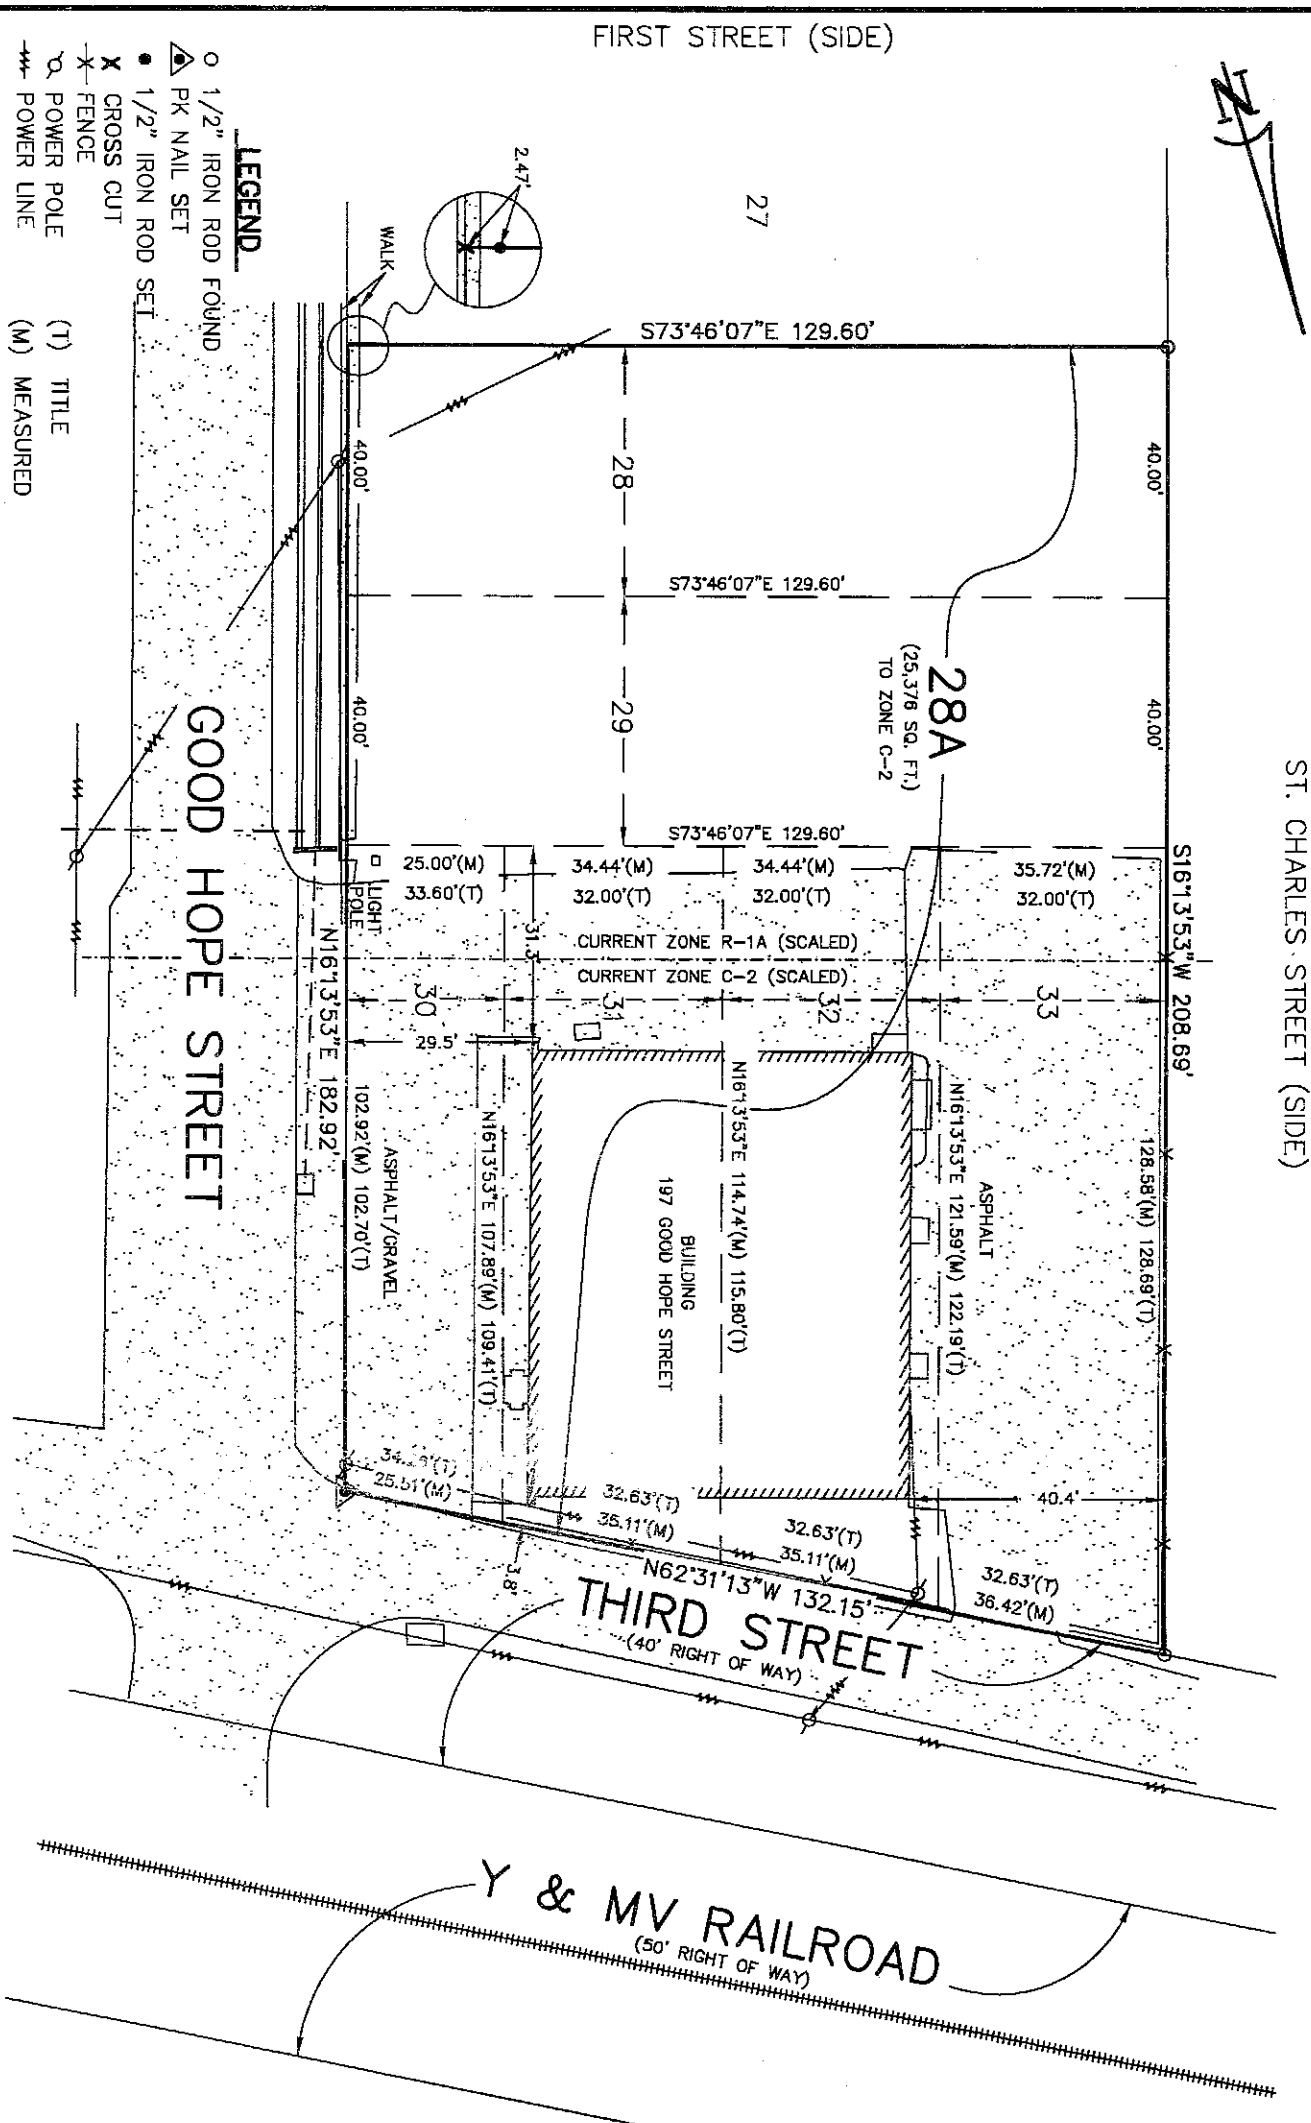 FIRST STREET (SIDE)
N
ST. CHARLES STREET (SIDE)
27
2.47'
WALK
S73°46'07"E 129.60'
40.00'
40.00'
28
S73°46'07"E 129.60'
28A
(25,376 SQ. FT.)
TO ZONE C-2
29
40.00'
40.00'
S73°46'07"E 129.60'
S16°13'53"W 208.69'
25.00'(M)
33.60'(T)
34.44'(M)
32.00'(T)
34.44'(M)
32.00'(T)
35.72'(M)
32.00'(T)
LIGHT
POLE
31.3'
CURRENT ZONE R-1A (SCALED)
CURRENT ZONE C-2 (SCALED)
30
31
32
33
29.5'
N16°13'53"E 182.92'
102.92'(M) 102.70'(T)
ASPHALT/GRAVEL
N16°13'53"E 107.89'(M) 109.41'(T)
N16°13'53"E 114.74'(M) 115.80'(T)
BUILDING
197 GOOD HOPE STREET
N16°13'53"E 121.59'(M) 122.19'(T)
ASPHALT
128.58'(M) 128.69'(T)
GOOD HOPE STREET
25.51'(M)
32.63'(T)
35.11'(M)
32.63'(T)
35.11'(M)
32.63'(T)
36.42'(M)
40.4'
3.8'
N62°31'13"W 132.15'
THIRD STREET
(40' RIGHT OF WAY)
Y & MV RAILROAD
(50' RIGHT OF WAY)
LEGEND
1/2" IRON ROD FOUND
PK NAIL SET
1/2" IRON ROD SET
X CROSS CUT
FENCE
POWER POLE
POWER LINE
(T) TITLE
(M) MEASURED